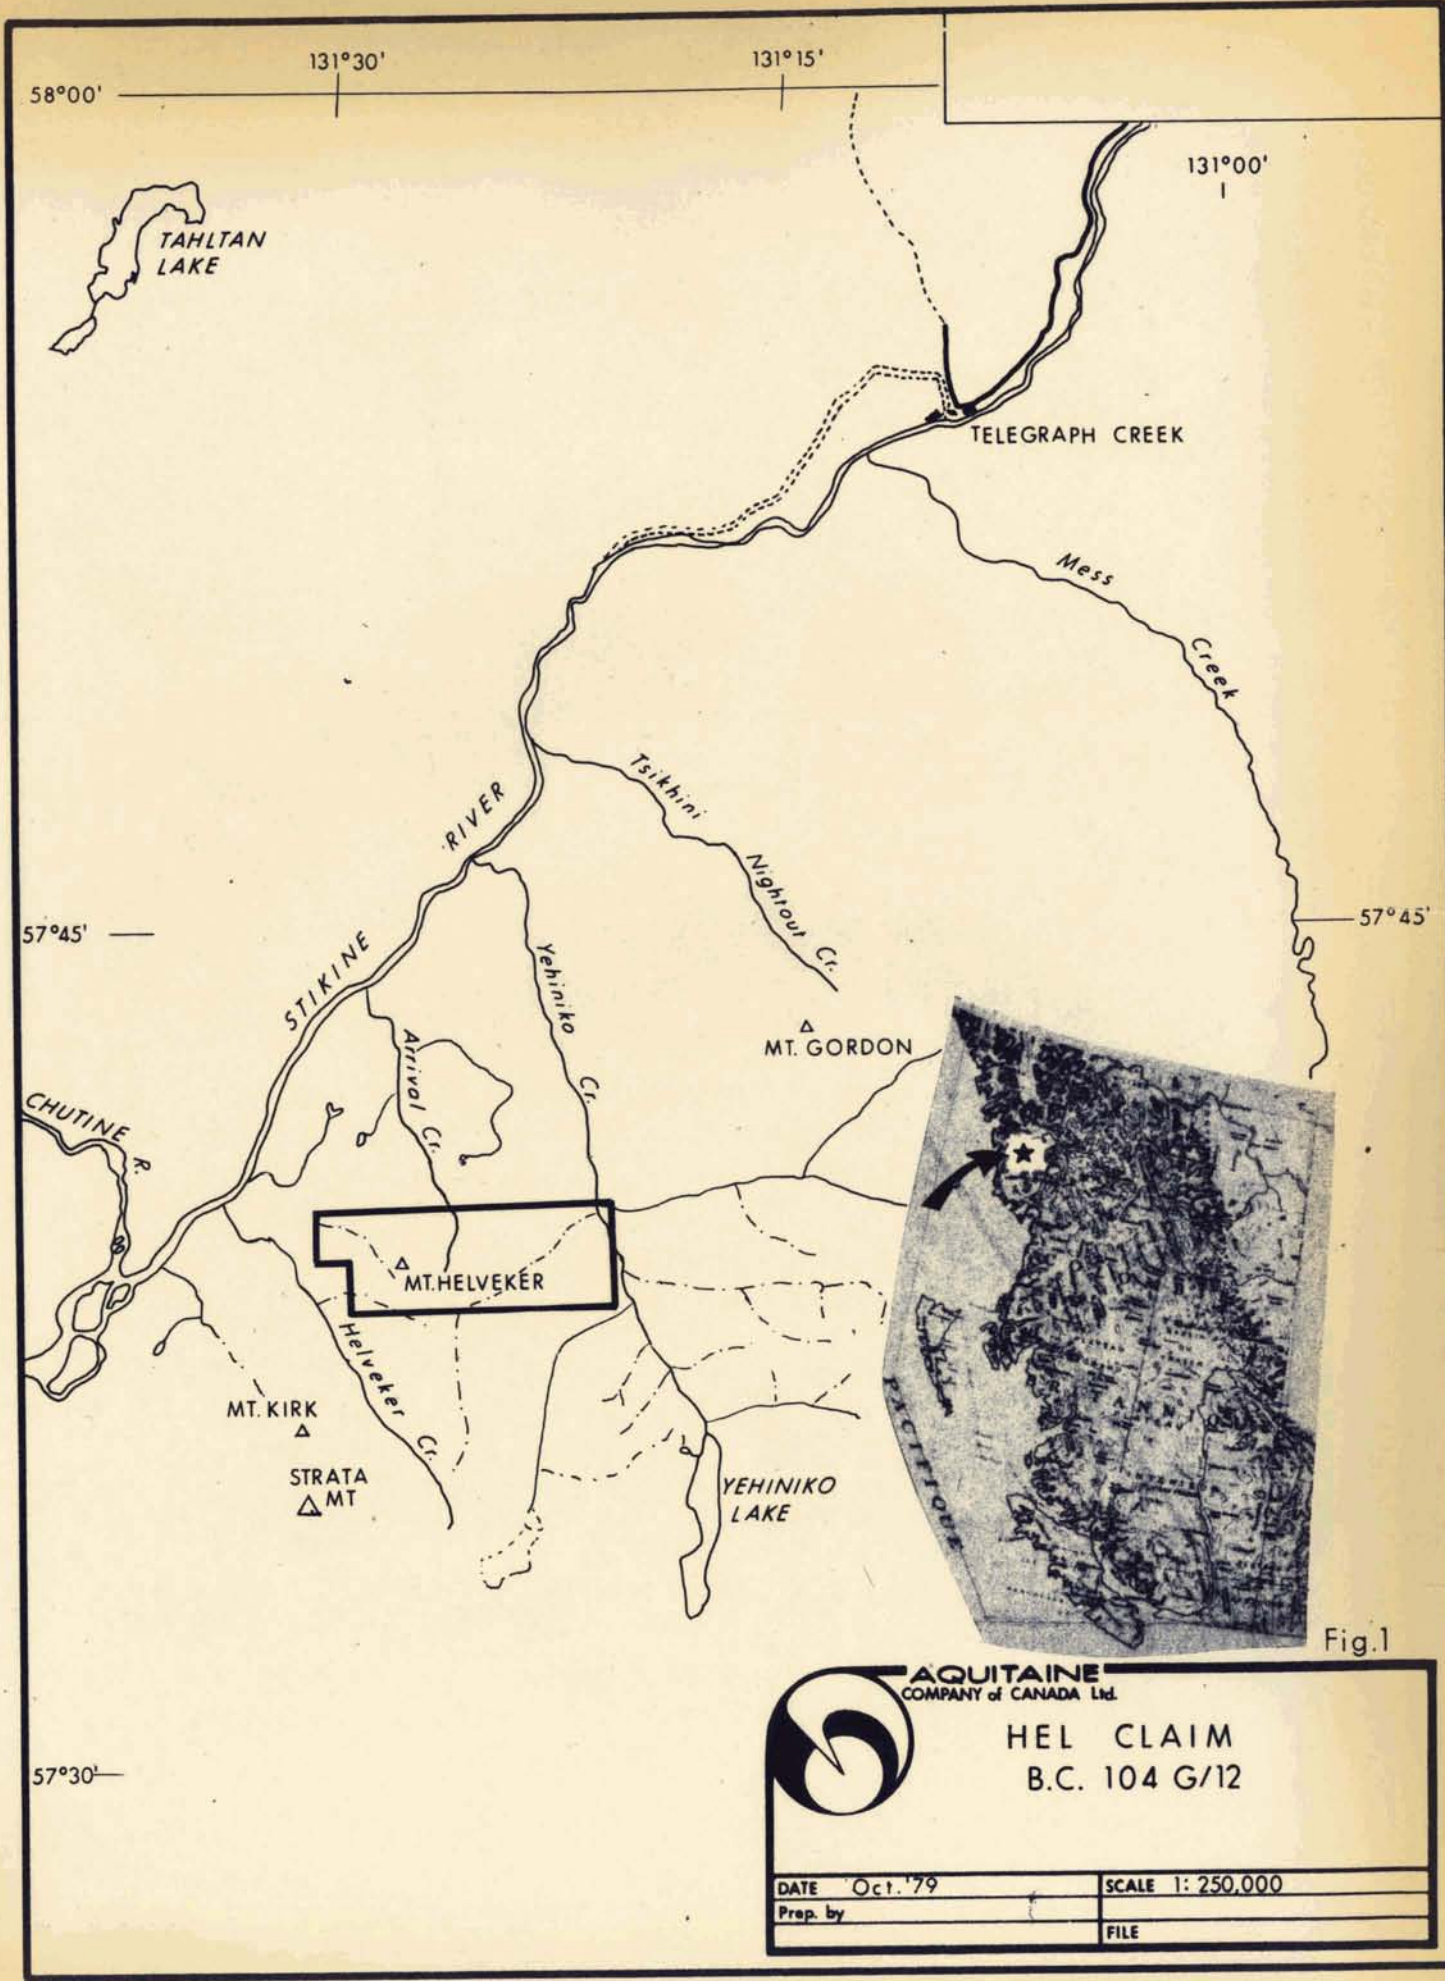 131°30'
131°15'
58°00'
131°00'
TAHLTAN
LAKE
TELEGRAPH CREEK
Mess
Creek
Tsikhini
RIVER
Nightout Cr.
57°45'
57°45'
STIKINE
Yehiniko
Cr.
MT. GORDON
Arrival Cr.
CHUTINE
R.
MT. HELVEKER
Helveker
Cr.
MT. KIRK
STRATA
MT
YEHINIKO
LAKE
PACIFIQUE
Fig.1
57°30'
AQUITAINE
COMPANY of CANADA Ltd.
HEL CLAIM
B.C. 104 G/12
DATE Oct. '79
SCALE 1: 250,000
Prep. by
FILE